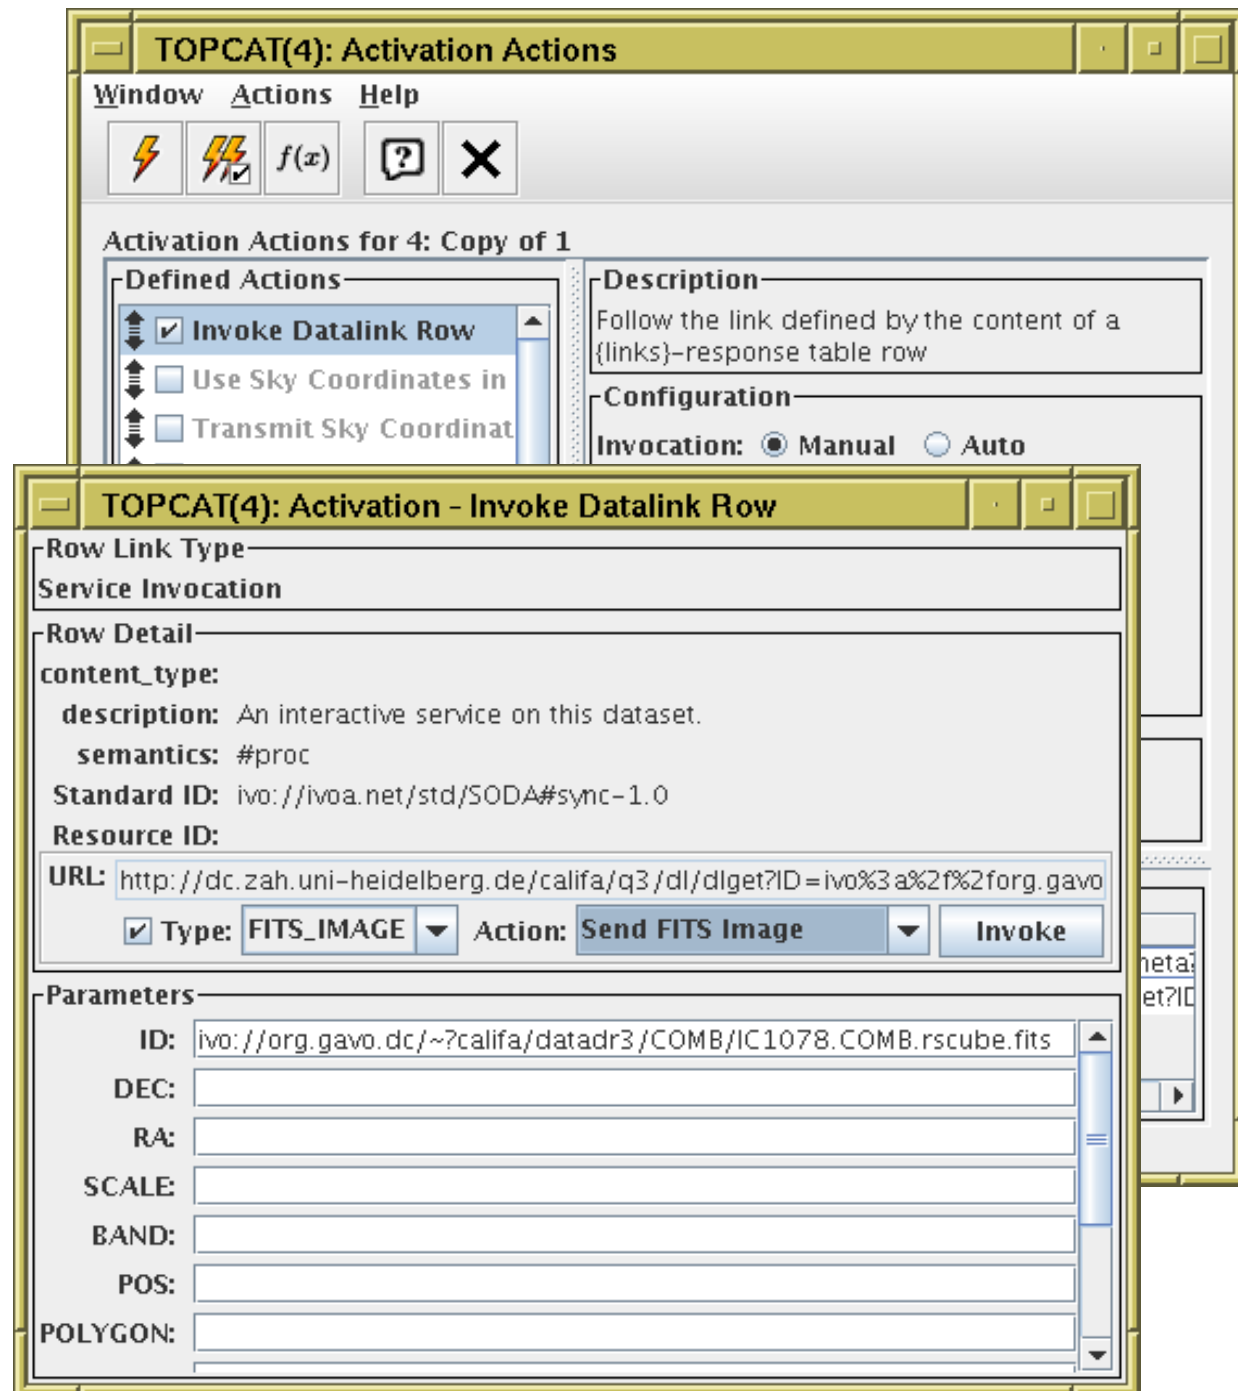 TOPCAT(4): Activation Actions
Window Actions Help
f(x)
Activation Actions for 4: Copy of 1
Defined Actions
Invoke Datalink Row
Use Sky Coordinates in
Transmit Sky Coordinat
Description
Follow the link defined by the content of a
{links}-response table row
Configuration
Invocation: Manual Auto
TOPCAT(4): Activation - Invoke Datalink Row
Row Link Type
Service Invocation
Row Detail
content_type:
description: An interactive service on this dataset.
semantics: #proc
Standard ID: ivo://ivoa.net/std/SODA#sync-1.0
Resource ID:
URL: http://dc.zah.uni-heidelberg.de/califa/q3/dl/dlget?ID=ivo%3a%2f%2forg.gavo
Type: FITS_IMAGE Action: Send FITS Image Invoke
Parameters
ID: ivo://org.gavo.dc/~?califa/datadr3/COMB/IC1078.COMB.rscube.fits
DEC:
RA:
SCALE:
BAND:
POS:
POLYGON: